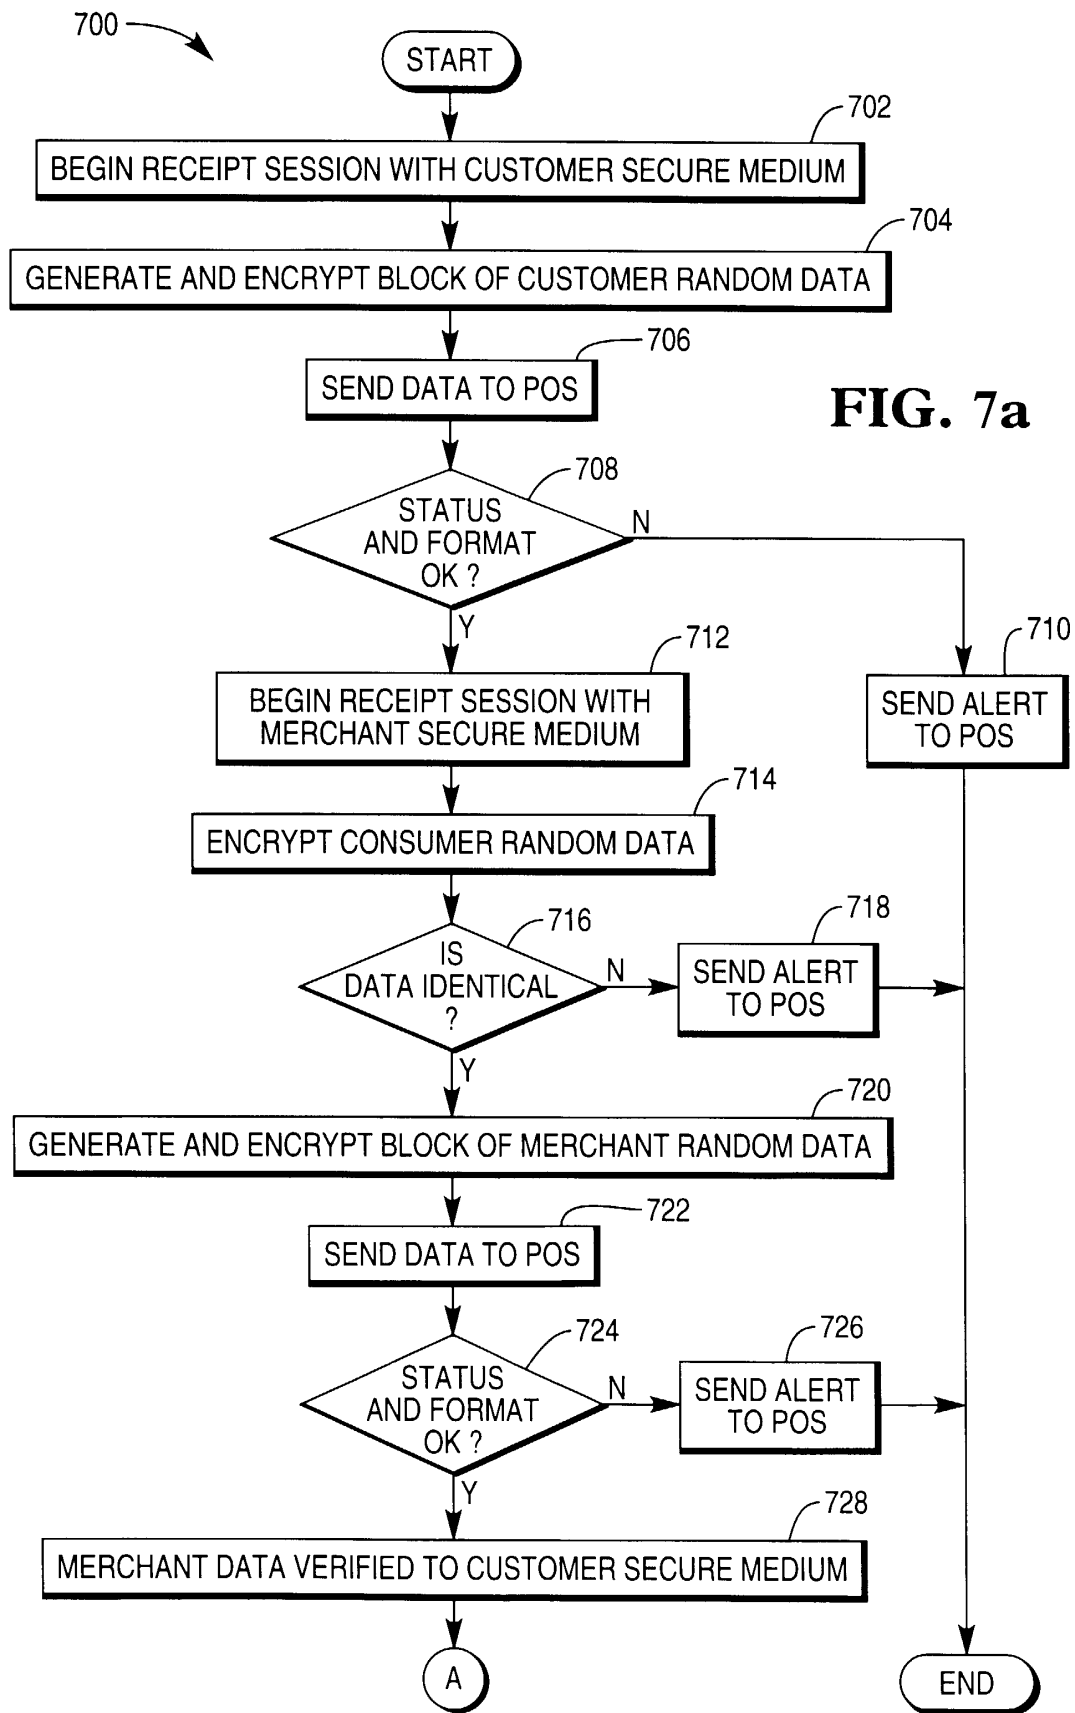 700
START
702
BEGIN RECEIPT SESSION WITH CUSTOMER SECURE MEDIUM
704
GENERATE AND ENCRYPT BLOCK OF CUSTOMER RANDOM DATA
706
SEND DATA TO POS
FIG. 7a
708
STATUS
AND FORMAT
OK ?
N
Y
710
SEND ALERT
TO POS
712
BEGIN RECEIPT SESSION WITH
MERCHANT SECURE MEDIUM
714
ENCRYPT CONSUMER RANDOM DATA
716
IS
DATA IDENTICAL
?
N
Y
718
SEND ALERT
TO POS
720
GENERATE AND ENCRYPT BLOCK OF MERCHANT RANDOM DATA
722
SEND DATA TO POS
724
STATUS
AND FORMAT
OK ?
N
Y
726
SEND ALERT
TO POS
728
MERCHANT DATA VERIFIED TO CUSTOMER SECURE MEDIUM
A
END